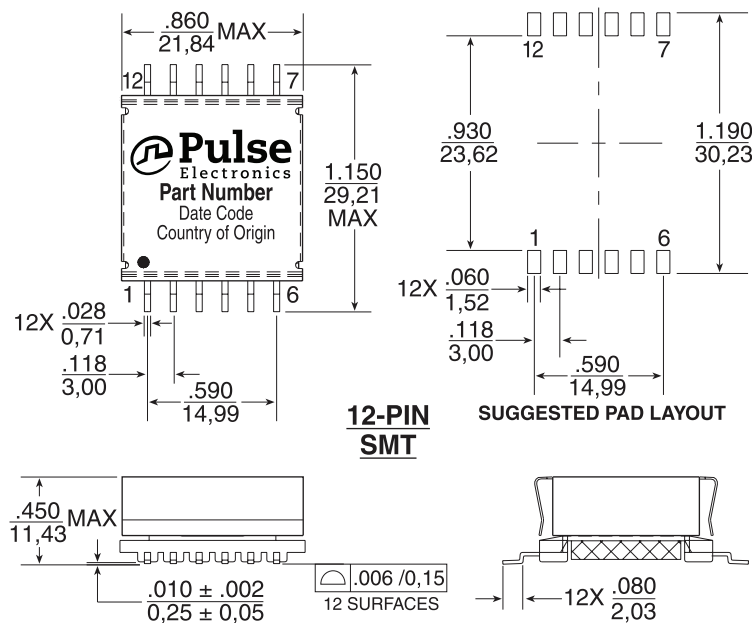 .860
21,84 MAX
12 7
Pulse
Electronics
Part Number
Date Code
Country of Origin
1.150
29,21
MAX
1 6
12X .028
0,71
.118
3,00
.590
14,99
12 7
.930
23,62
1.190
30,23
1 6
12X .060
1,52
.118
3,00
.590
14,99
12-PIN
SMT
SUGGESTED PAD LAYOUT
.450
11,43 MAX
.010 ± .002
0,25 ± 0,05
.006 /0,15
12 SURFACES
12X .080
2,03